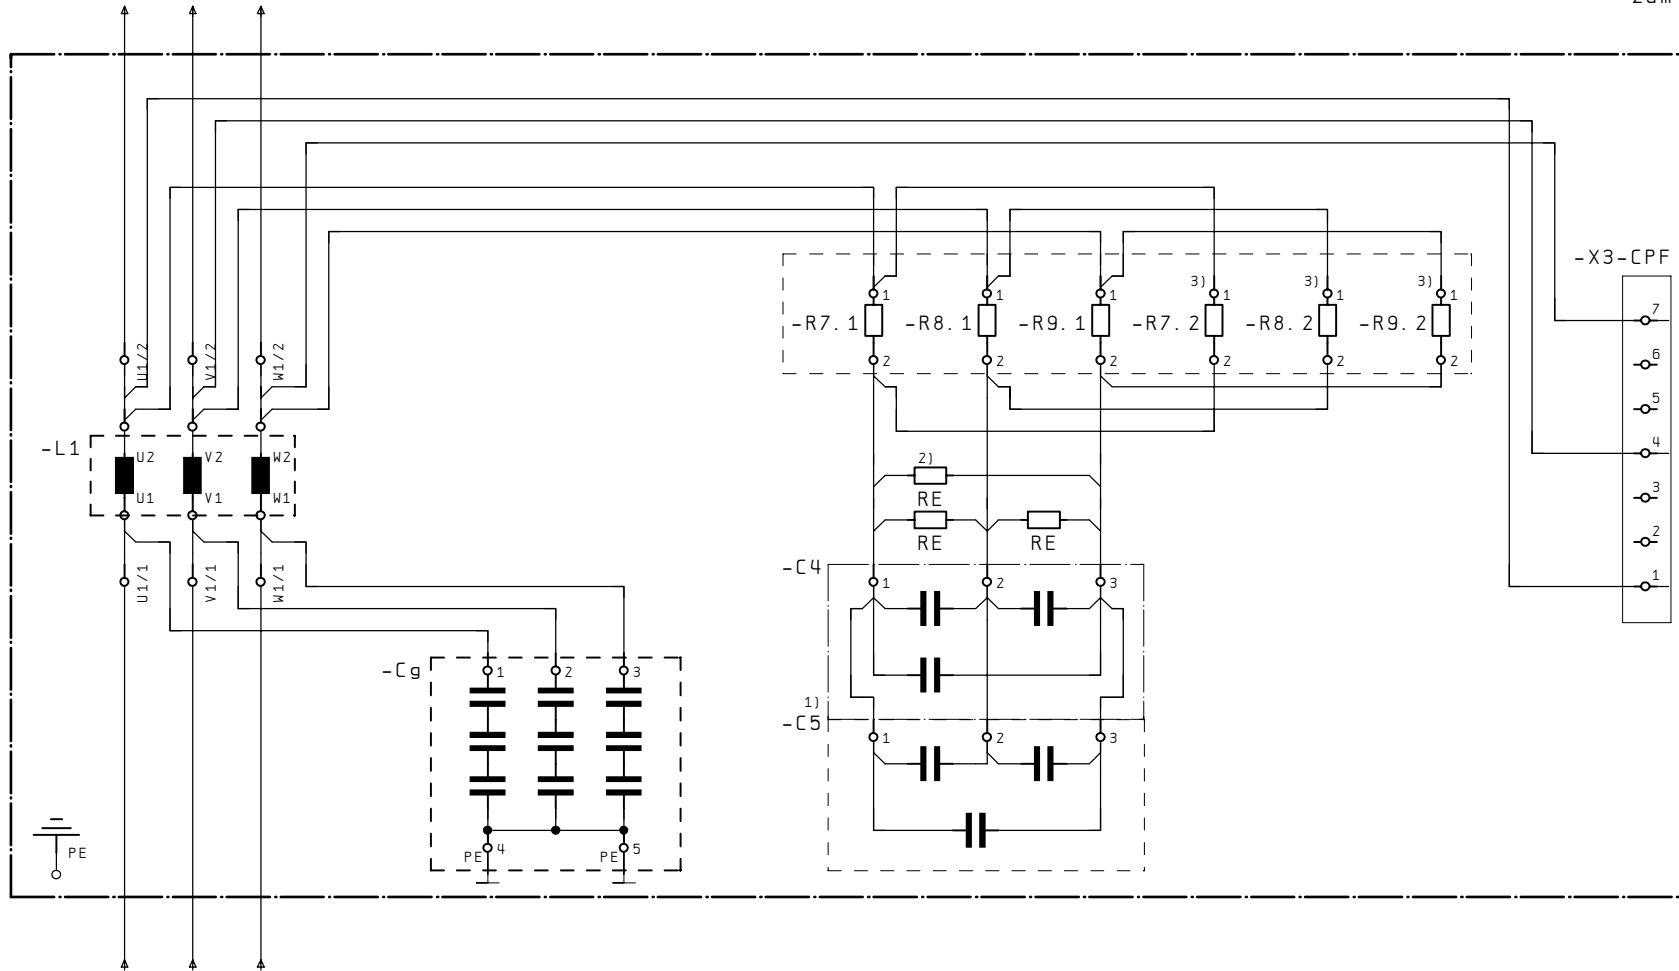 zum
-X3-CPF
3) 3) 3)
1 1 1 1 1 1
-R7.1 -R8.1 -R9.1 -R7.2 -R8.2 -R9.2
2 2 2 2 2 2
7
6
5
4
3
2
1
U1/2 V1/2 W1/2
-L1
U2 V2 W2
U1 V1 W1
U1/1 V1/1 W1/1
2)
RE
RE RE
-C4
1 2 3
-Cg
1 2 3
1)
-C5
1 2 3
PE 4 PE 5
PE